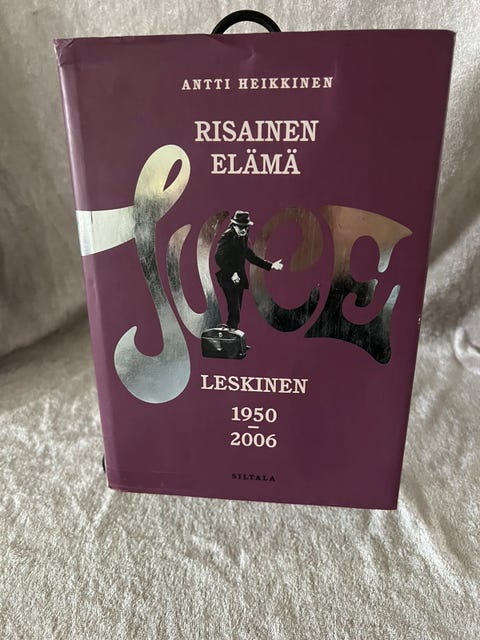 ANTTI HEIKKINEN
RISAINEN
ELÄMÄ
JUICE
LESKINEN
1950
–
2006
SILTALA